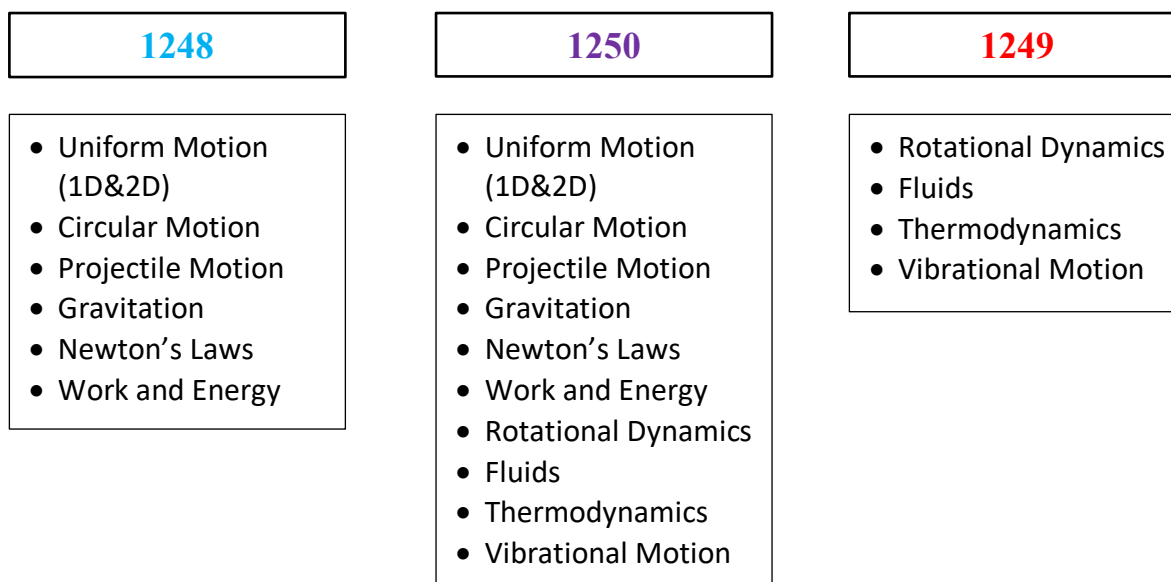 1248
Uniform Motion
(1D&2D)
Circular Motion
Projectile Motion
Gravitation
Newton’s Laws
Work and Energy
1250
Uniform Motion
(1D&2D)
Circular Motion
Projectile Motion
Gravitation
Newton’s Laws
Work and Energy
Rotational Dynamics
Fluids
Thermodynamics
Vibrational Motion
1249
Rotational Dynamics
Fluids
Thermodynamics
Vibrational Motion